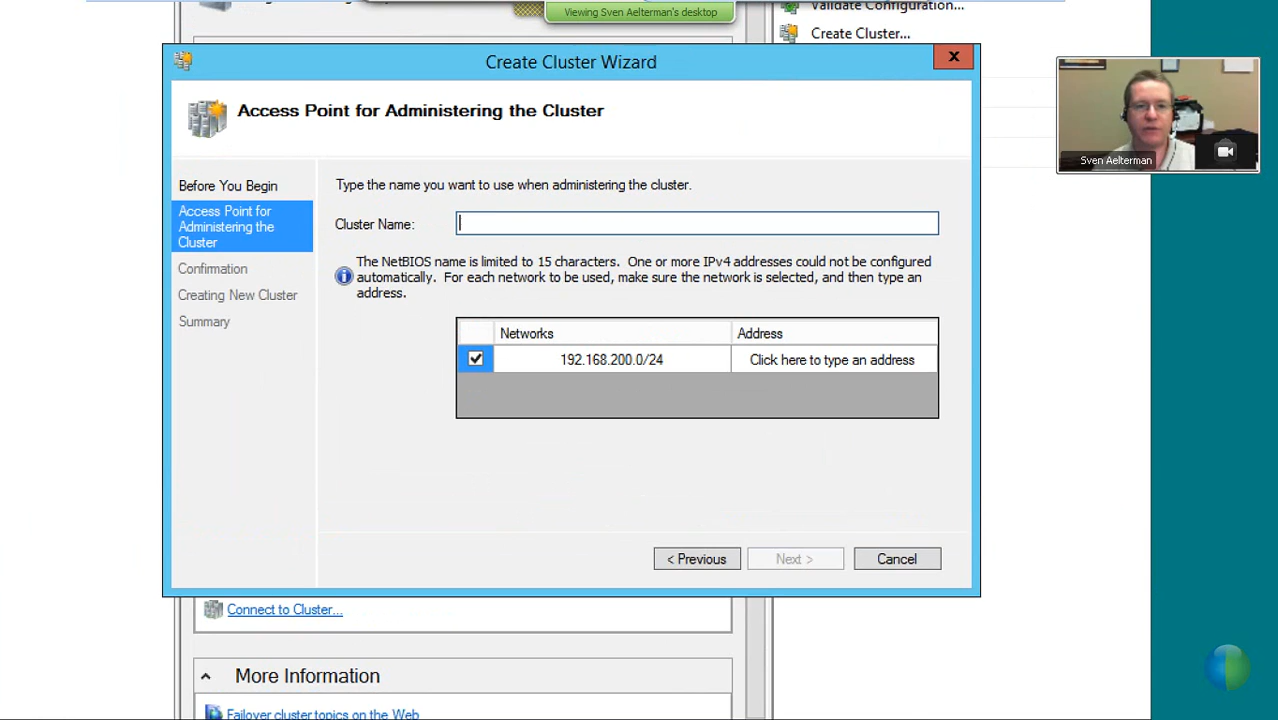 Viewing Sven Aelterman's desktop
Validate Configuration...
Create Cluster...
Create Cluster Wizard
Access Point for Administering the Cluster
Sven Aelterman
Before You Begin
Access Point for
Administering the
Cluster
Confirmation
Creating New Cluster
Summary
Type the name you want to use when administering the cluster.
Cluster Name:
The NetBIOS name is limited to 15 characters. One or more IPv4 addresses could not be configured
automatically. For each network to be used, make sure the network is selected, and then type an
address.
Networks
Address
192.168.200.0/24
Click here to type an address
< Previous
Next >
Cancel
Connect to Cluster...
More Information
Failover cluster topics on the Web